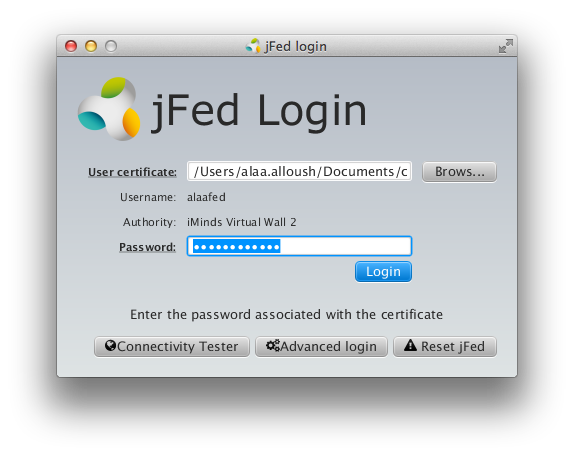 jFed login
jFed Login
User certificate: /Users/alaa.alloush/Documents/c Browse...
Username: alaafed
Authority: iMinds Virtual Wall 2
Password: ••••••••••••
Login
Enter the password associated with the certificate
Connectivity Tester Advanced login Reset jFed